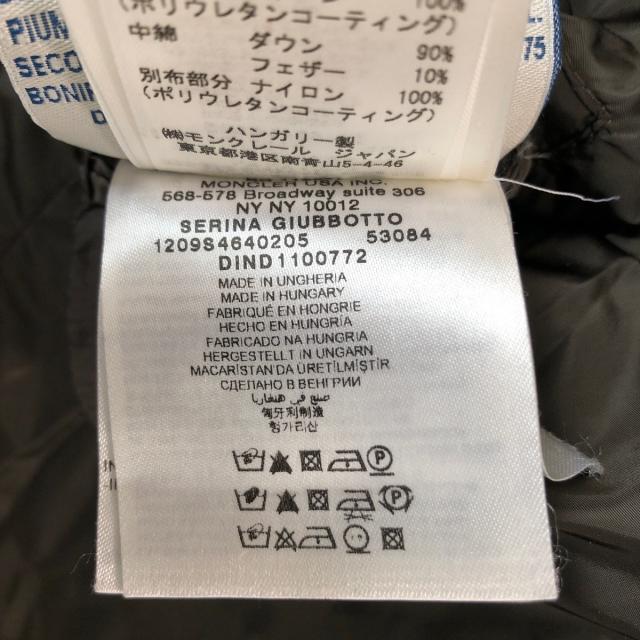 100%
(ポリウレタンコーティング)
中綿 ダウン 90%
フェザー 10%
別布部分 ナイロン 100%
(ポリウレタンコーティング)
ハンガリー製
㈱モンクレール ジャパン
東京都港区南青山5-4-46
PIUM
SECO
BONIF
75
MONCLER USA INC.
568-578 Broadway suite 306
NY NY 10012
SERINA GIUBBOTTO
1209S4640205 53084
DIND1100772
MADE IN UNGHERIA
MADE IN HUNGARY
FABRIQUÉ EN HONGRIE
HECHO EN HUNGRÍA
FABRICADO NA HUNGRIA
HERGESTELLT IN UNGARN
MACARİSTAN'DA ÜRETİLMİŞTİR
СДЕЛАНО В ВЕНГРИИ
صنع في هنغاريا
匈牙利制造
헝가리산